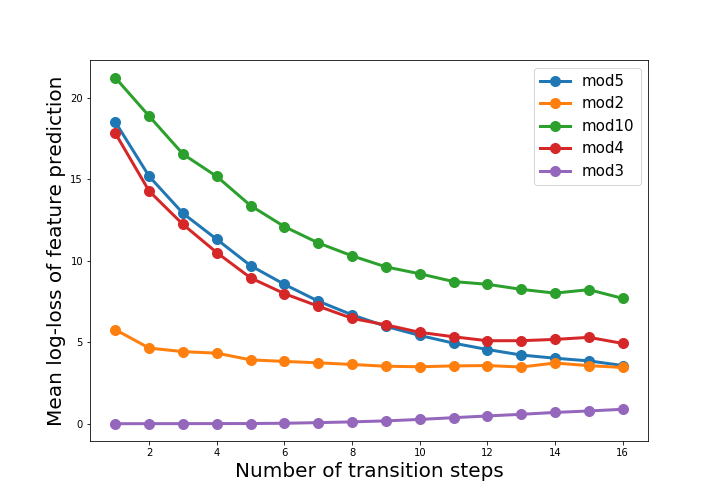 Mean log-loss of feature prediction
20
15
10
5
0
2
4
6
8
10
12
14
16
Number of transition steps
mod5
mod2
mod10
mod4
mod3